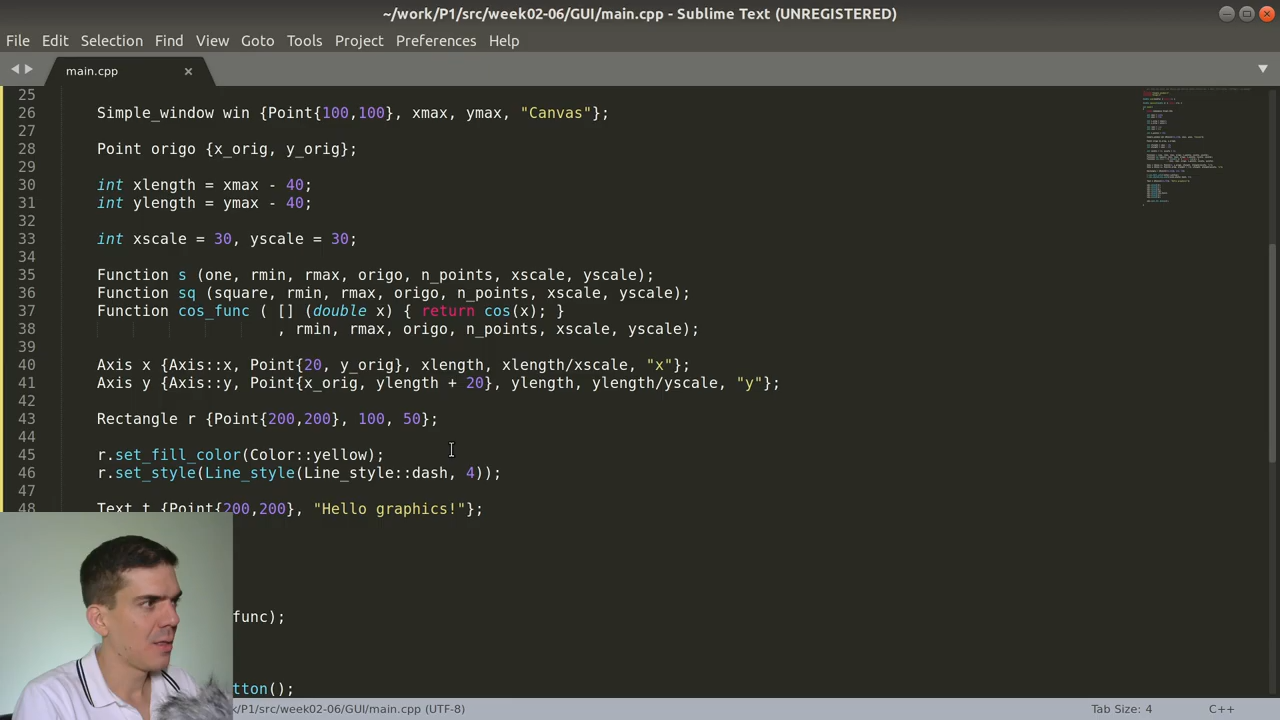 ~/work/P1/src/week02-06/GUI/main.cpp - Sublime Text (UNREGISTERED)
File Edit Selection Find View Goto Tools Project Preferences Help
main.cpp
25
26 Simple_window win {Point{100,100}, xmax, ymax, "Canvas"};
27
28 Point origo {x_orig, y_orig};
29
30 int xlength = xmax - 40;
31 int ylength = ymax - 40;
32
33 int xscale = 30, yscale = 30;
34
35 Function s (one, rmin, rmax, origo, n_points, xscale, yscale);
36 Function sq (square, rmin, rmax, origo, n_points, xscale, yscale);
37 Function cos_func ( [] (double x) { return cos(x); }
38 , rmin, rmax, origo, n_points, xscale, yscale);
39
40 Axis x {Axis::x, Point{20, y_orig}, xlength, xlength/xscale, "x"};
41 Axis y {Axis::y, Point{x_orig, ylength + 20}, ylength, ylength/yscale, "y"};
42
43 Rectangle r {Point{200,200}, 100, 50};
44
45 r.set_fill_color(Color::yellow);
46 r.set_style(Line_style(Line_style::dash, 4));
47
48 Text t {Point{200,200}, "Hello graphics!"};
func);
tton();
k/P1/src/week02-06/GUI/main.cpp (UTF-8) Tab Size: 4 C++